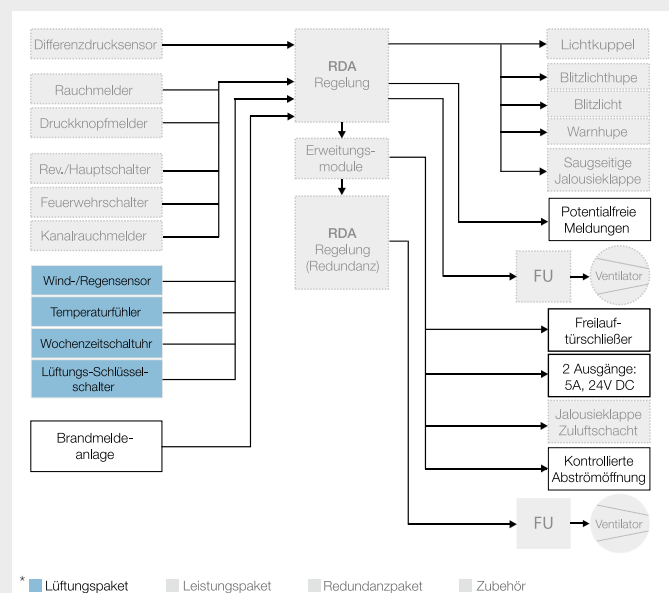 Differenzdrucksensor
Rauchmelder
Druckknopfmelder
Rev./Hauptschalter
Feuerwehrschalter
Kanalrauchmelder
Wind-/Regensensor
Temperaturfühler
Wochenzeitschaltuhr
Lüftungs-Schlüssel-
schalter
Brandmelde-
anlage
RDA
Regelung
Erweitungs-
module
RDA
Regelung
(Redundanz)
Lichtkuppel
Blitzlichthupe
Blitzlicht
Warnhupe
Saugseitige
Jalousieklappe
Potentialfreie
Meldungen
FU
Ventilator
Freilauf-
türschließer
2 Ausgänge:
5A, 24V DC
Jalousieklappe
Zuluftschacht
Kontrollierte
Abströmöffnung
FU
Ventilator
* Lüftungspaket Leistungspaket Redundanzpaket Zubehör